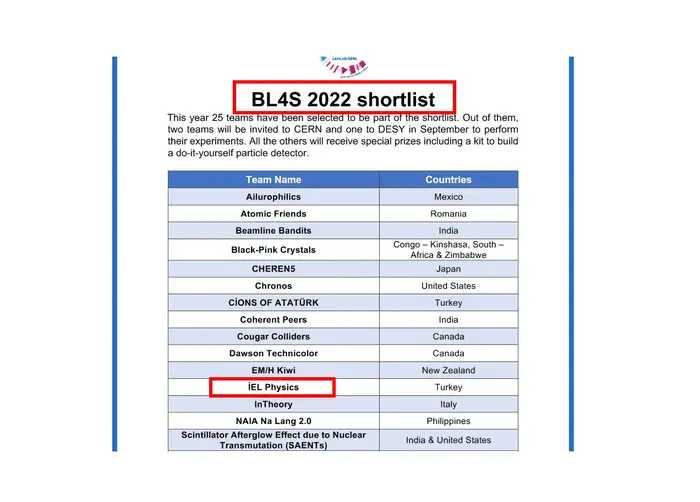 BL4S 2022 shortlist
This year 25 teams have been selected to be part of the shortlist. Out of them,
two teams will be invited to CERN and one to DESY in September to perform
their experiments. All the others will receive special prizes including a kit to build
a do-it-yourself particle detector.
Team Name Countries
Ailurophilics Mexico
Atomic Friends Romania
Beamline Bandits India
Black-Pink Crystals Congo – Kinshasa, South –
Africa & Zimbabwe
CHEREN5 Japan
Chronos United States
CİONS OF ATATÜRK Turkey
Coherent Peers India
Cougar Colliders Canada
Dawson Technicolor Canada
EM/H Kiwi New Zealand
İEL Physics Turkey
InTheory Italy
NAIA Na Lang 2.0 Philippines
Scintillator Afterglow Effect due to Nuclear
Transmutation (SAENTs) India & United States